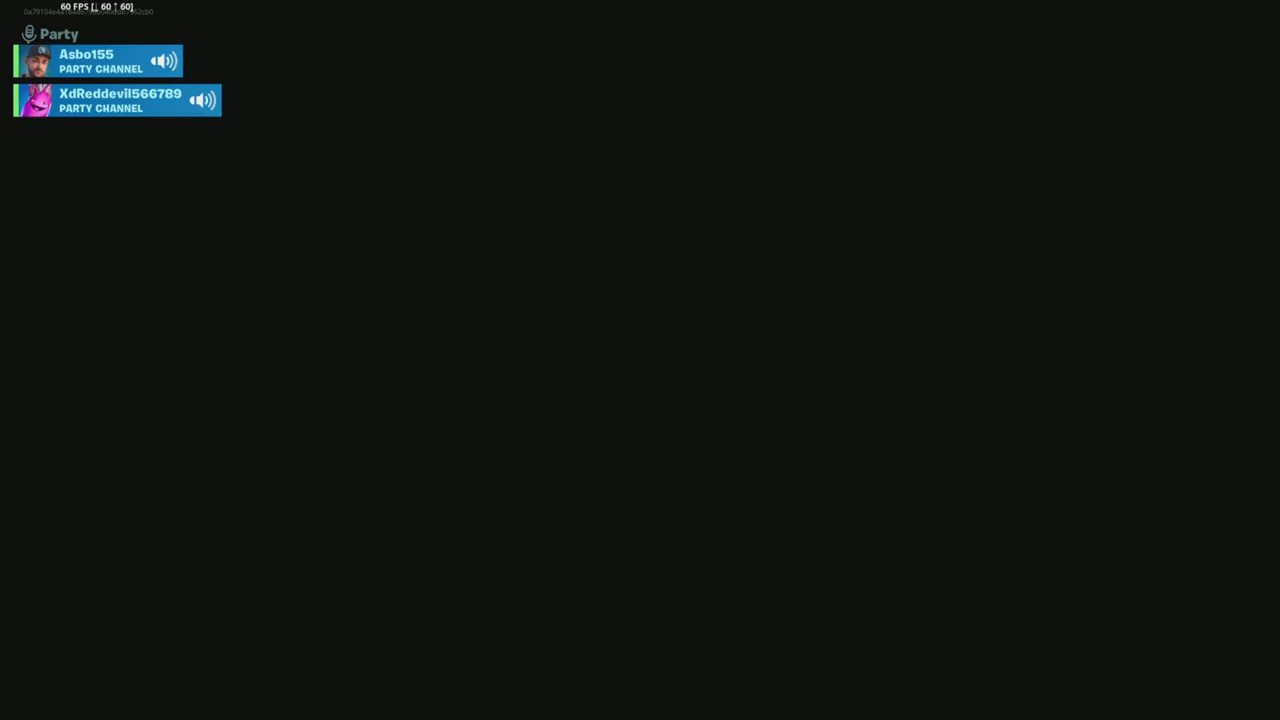 60 FPS [↓ 60 ↑ 60]
Party
Asbo155
PARTY CHANNEL
XdReddevil566789
PARTY CHANNEL